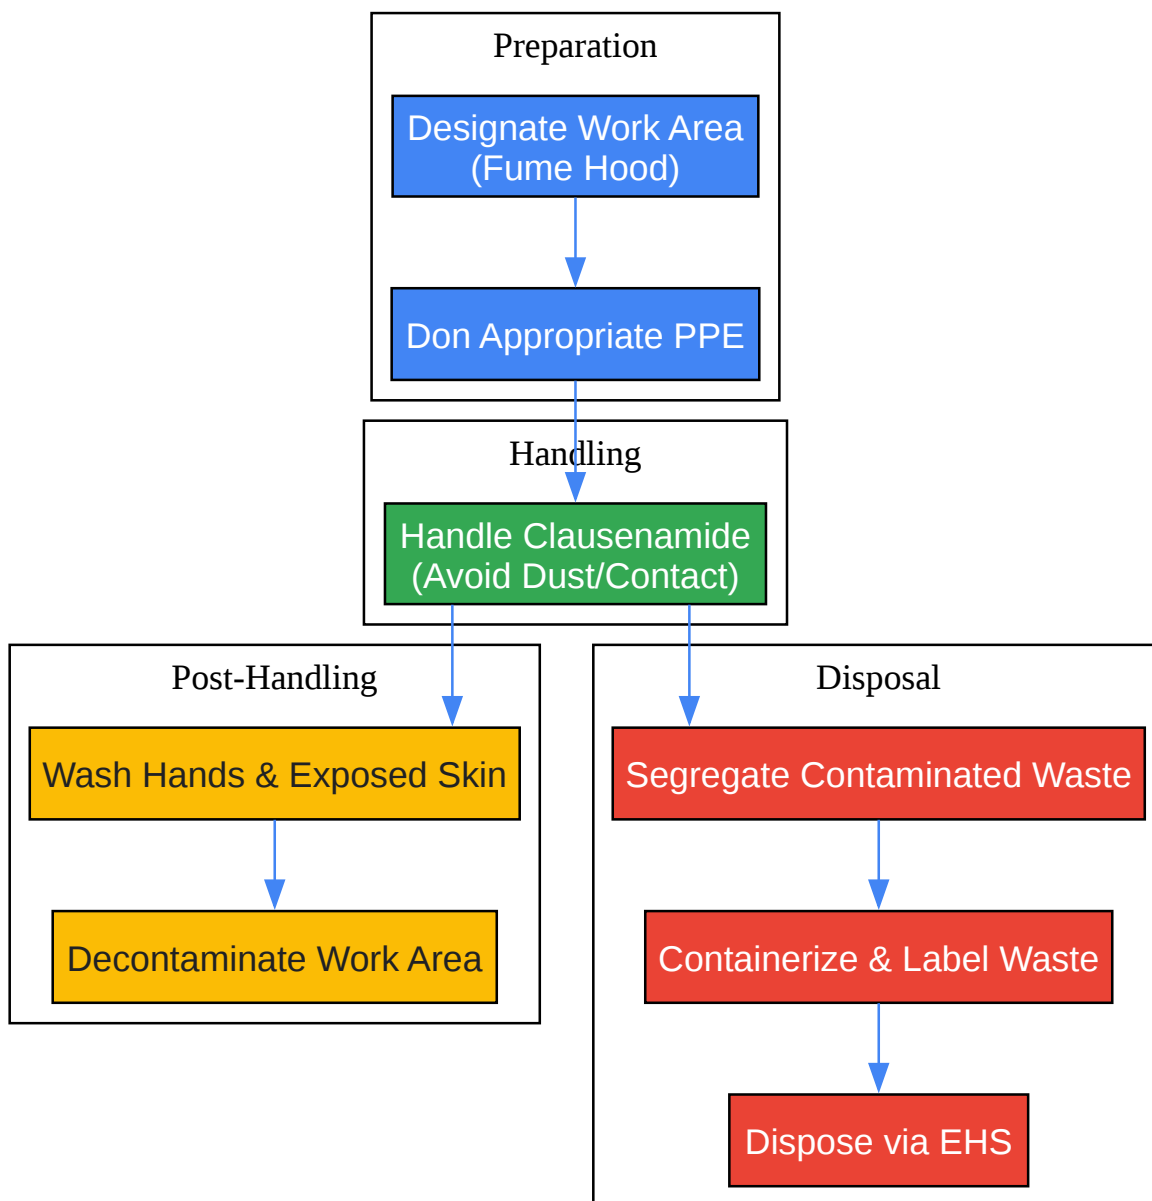 Preparation
Designate Work Area
(Fume Hood)
Don Appropriate PPE
Handling
Handle Clausenamide
(Avoid Dust/Contact)
Post-Handling
Wash Hands & Exposed Skin
Decontaminate Work Area
Disposal
Segregate Contaminated Waste
Containerize & Label Waste
Dispose via EHS